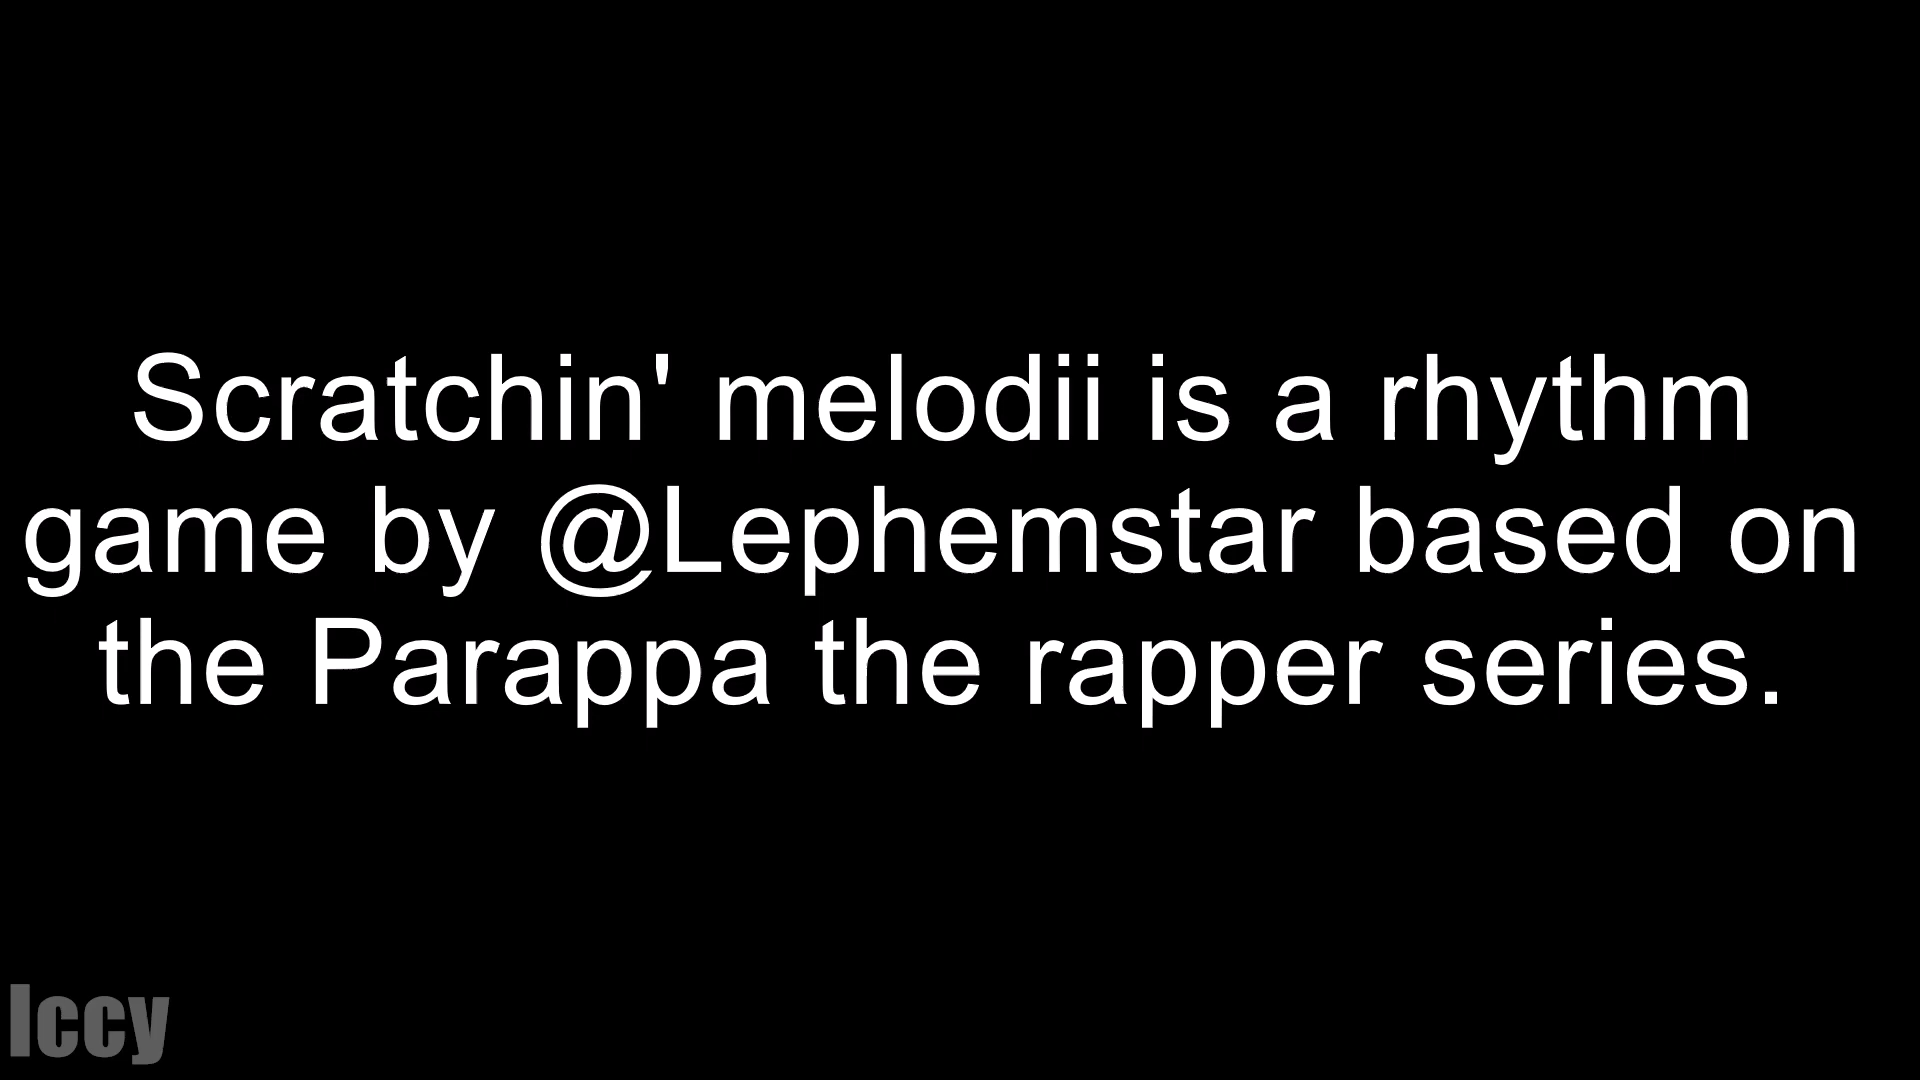 Scratchin' melodii is a rhythm
game by @Lephemstar based on
the Parappa the rapper series.
Iccy